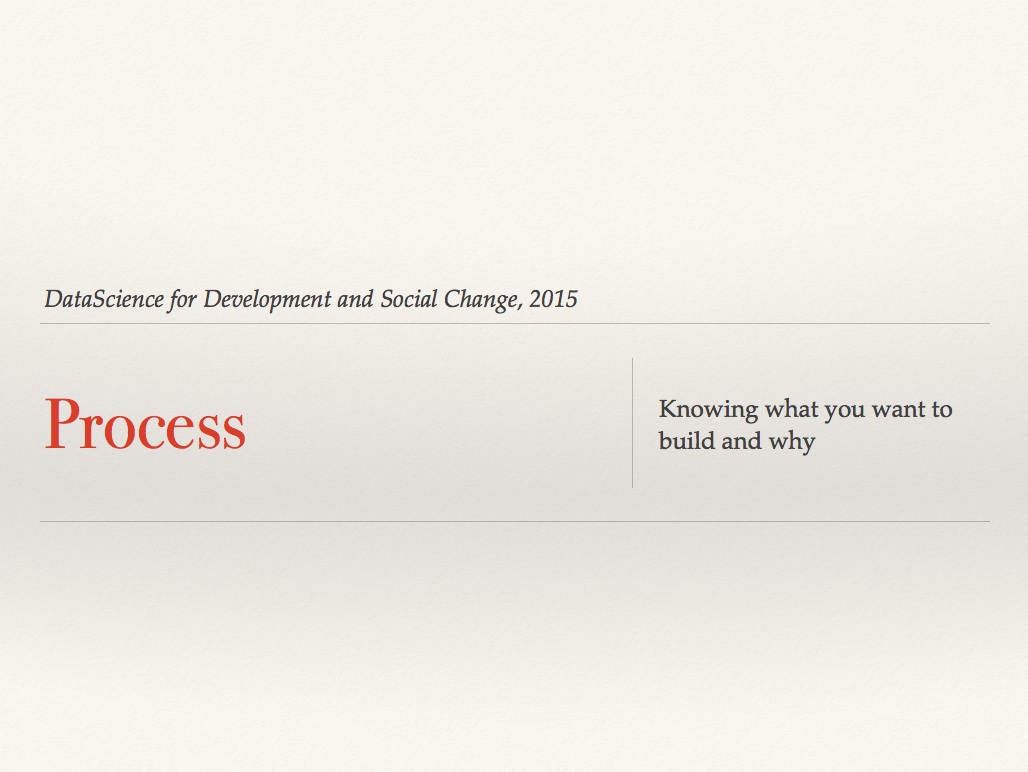 DataScience for Development and Social Change, 2015
Process
Knowing what you want to
build and why